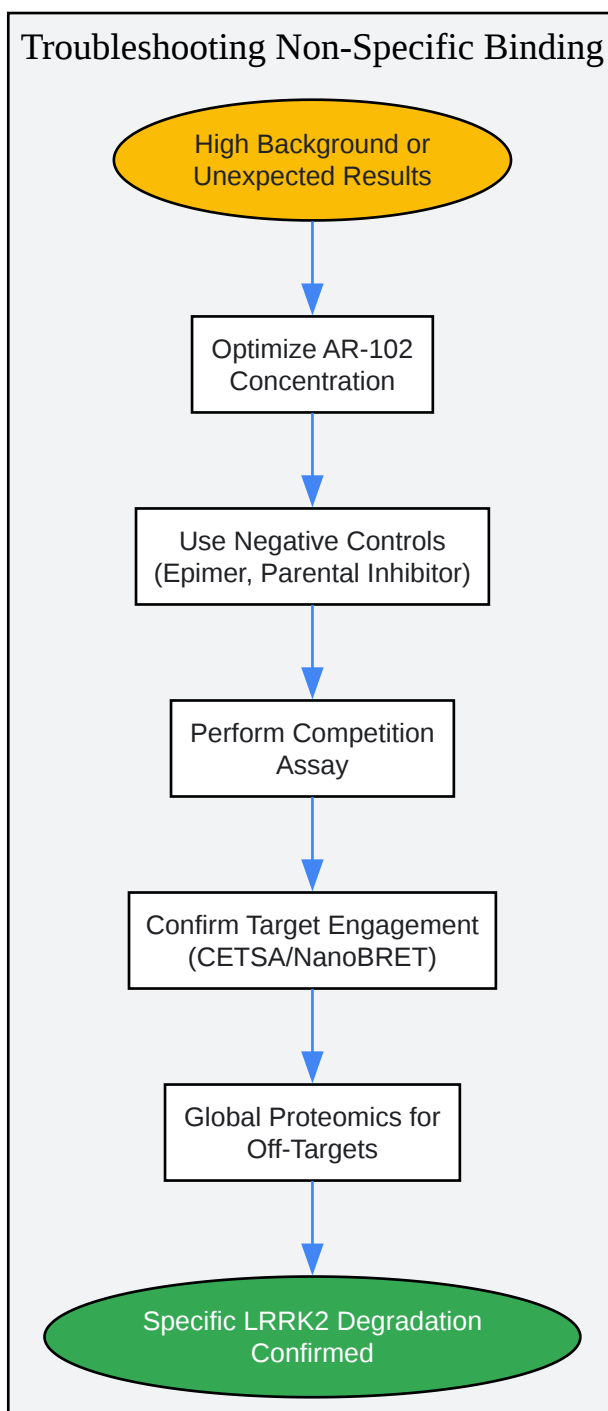 Troubleshooting Non-Specific Binding
High Background or
Unexpected Results
Optimize AR-102
Concentration
Use Negative Controls
(Epimer, Parental Inhibitor)
Perform Competition
Assay
Confirm Target Engagement
(CETSA/NanoBRET)
Global Proteomics for
Off-Targets
Specific LRRK2 Degradation
Confirmed